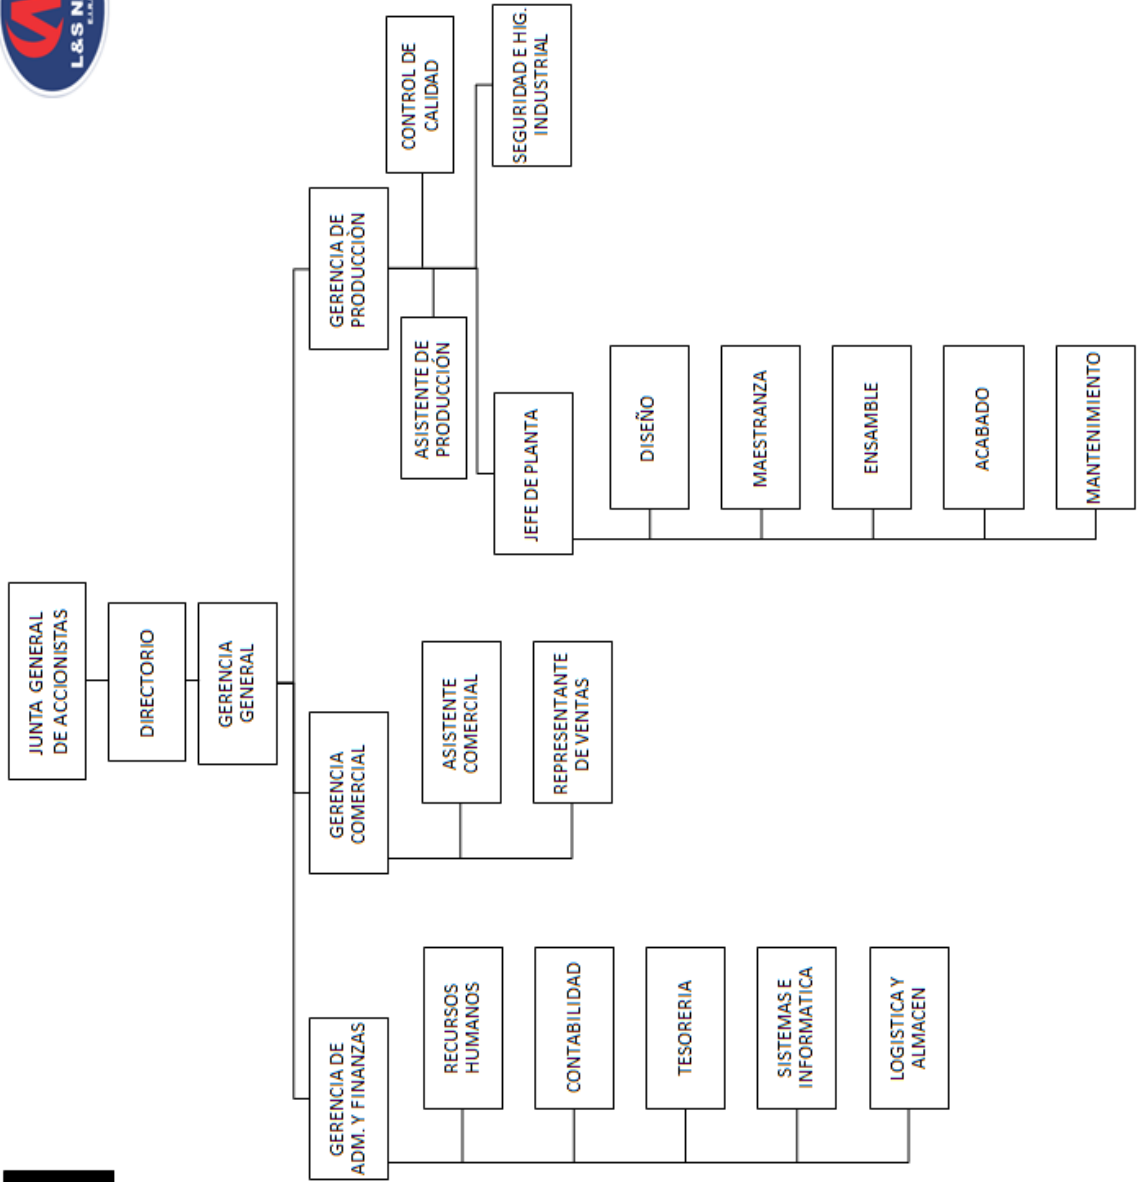 L&S N
E.I.R.
JUNTA GENERAL
DE ACCIONISTAS
DIRECTORIO
GERENCIA
GENERAL
GERENCIA DE
ADM. Y FINANZAS
GERENCIA
COMERCIAL
GERENCIA DE
PRODUCCIÒN
RECURSOS
HUMANOS
CONTABILIDAD
TESORERIA
SISTEMAS E
INFORMATICA
LOGISTICA Y
ALMACEN
ASISTENTE
COMERCIAL
REPRESENTANTE
DE VENTAS
ASISTENTE DE
PRODUCCIÓN
CONTROL DE
CALIDAD
JEFE DE PLANTA
SEGURIDAD E HIG.
INDUSTRIAL
DISEÑO
MAESTRANZA
ENSAMBLE
ACABADO
MANTENIMIENTO